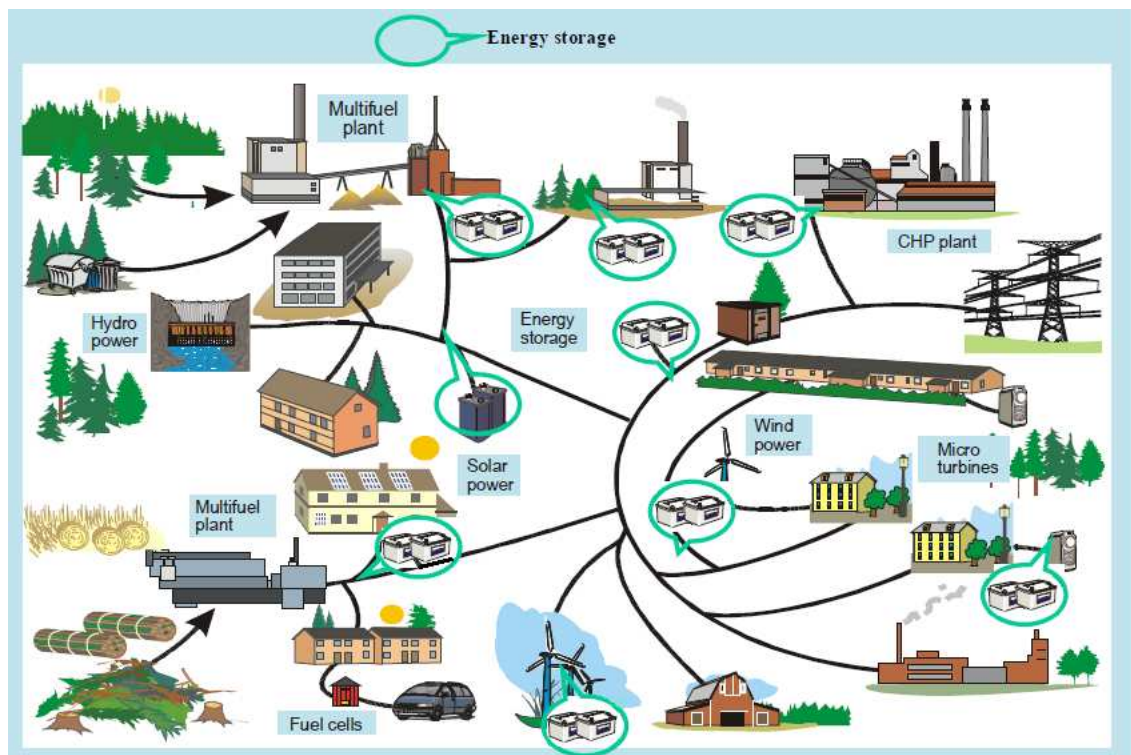 Energy storage
Multifuel
plant
CHP plant
Hydro
power
Energy
storage
Wind
power
Micro
turbines
Solar
power
Multifuel
plant
Fuel cells